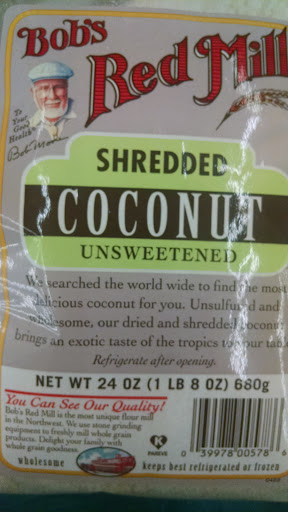 Bob's
Red Mill
To
Your
Good
Health
Bob Moore
SHREDDED
COCONUT
UNSWEETENED
We searched the world wide to find the most
delicious coconut for you. Unsulfured and
wholesome, our dried and shredded coconut
brings an exotic taste of the tropics to your
Refrigerate after opening.
NET WT 24 OZ (1 LB 8 OZ) 680g
You Can See Our Quality!
Bob's Red Mill is the most unique flour mill
in the Northwest. We use stone grinding
equipment to freshly mill whole grain
products. Delight your family with
whole grain goodness.
wholesome
K
PAREVE
0 39978 00578 6
keeps best refrigerated or frozen